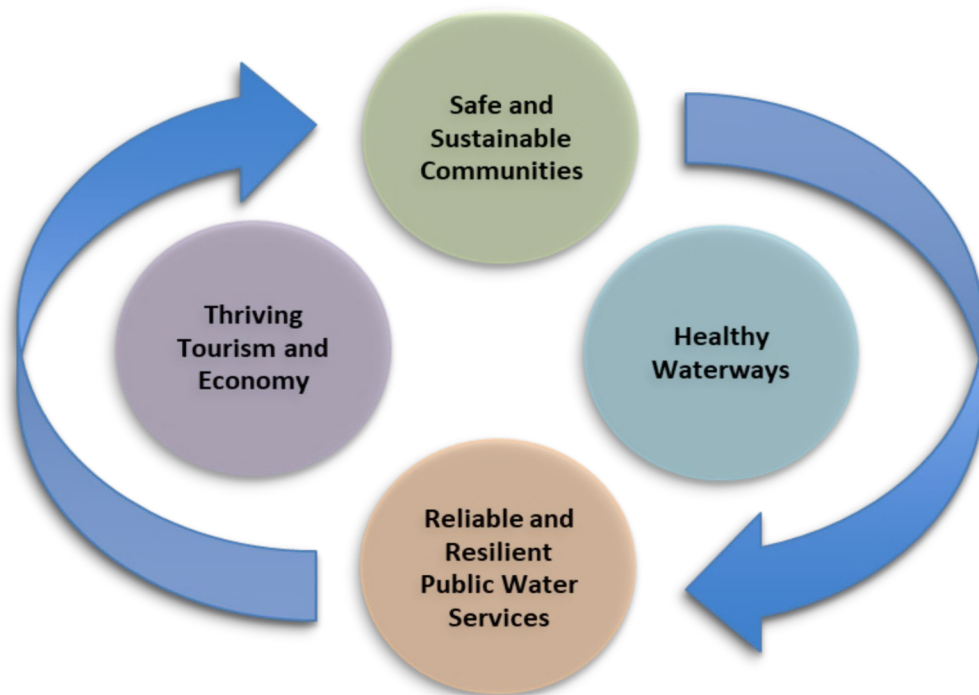 Safe and
Sustainable
Communities
Thriving
Tourism and
Economy
Healthy
Waterways
Reliable and
Resilient
Public Water
Services